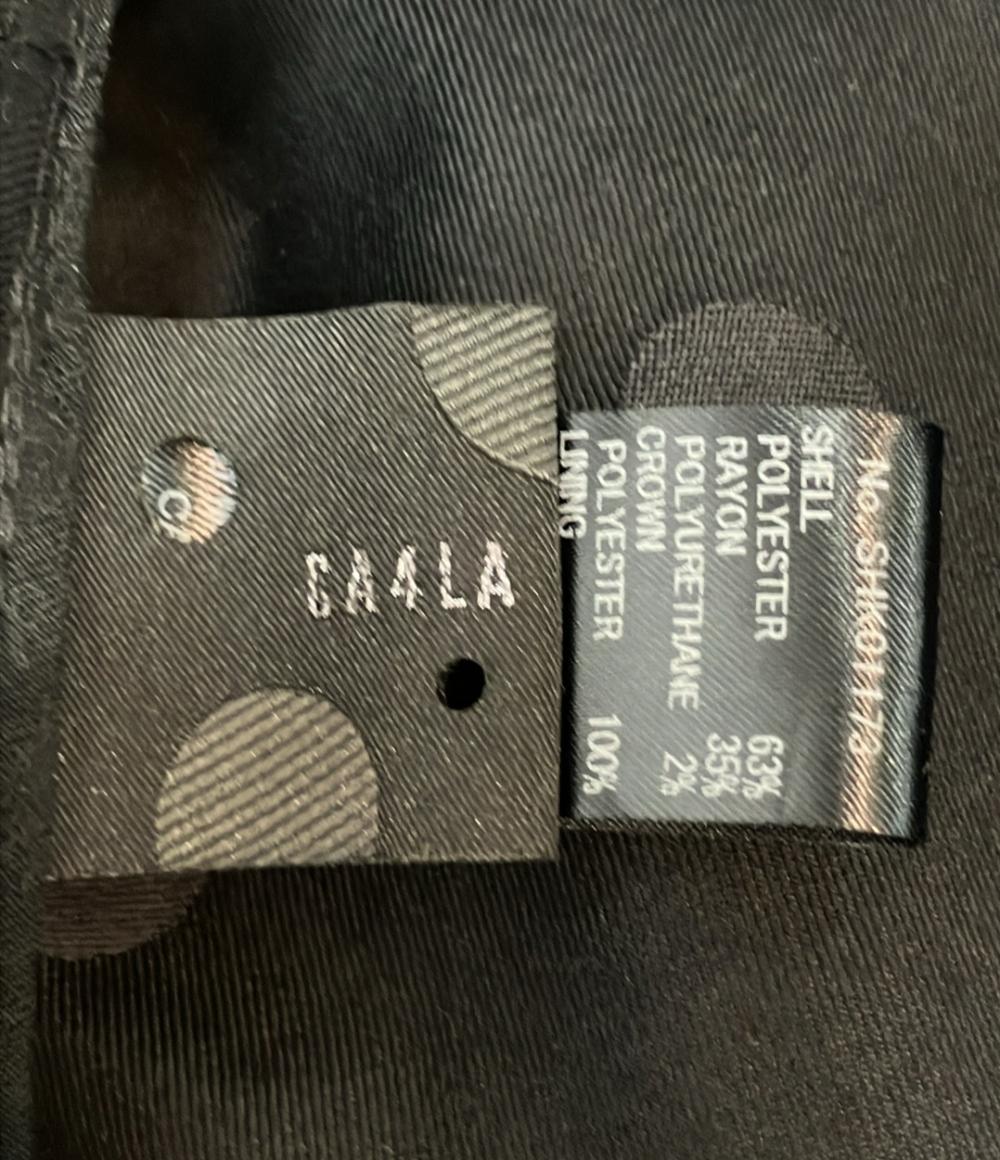 CA4LA
No.SHK01173
SHELL
POLYESTER 63%
RAYON 35%
POLYURETHANE 2%
CROWN
POLYESTER 100%
LINING